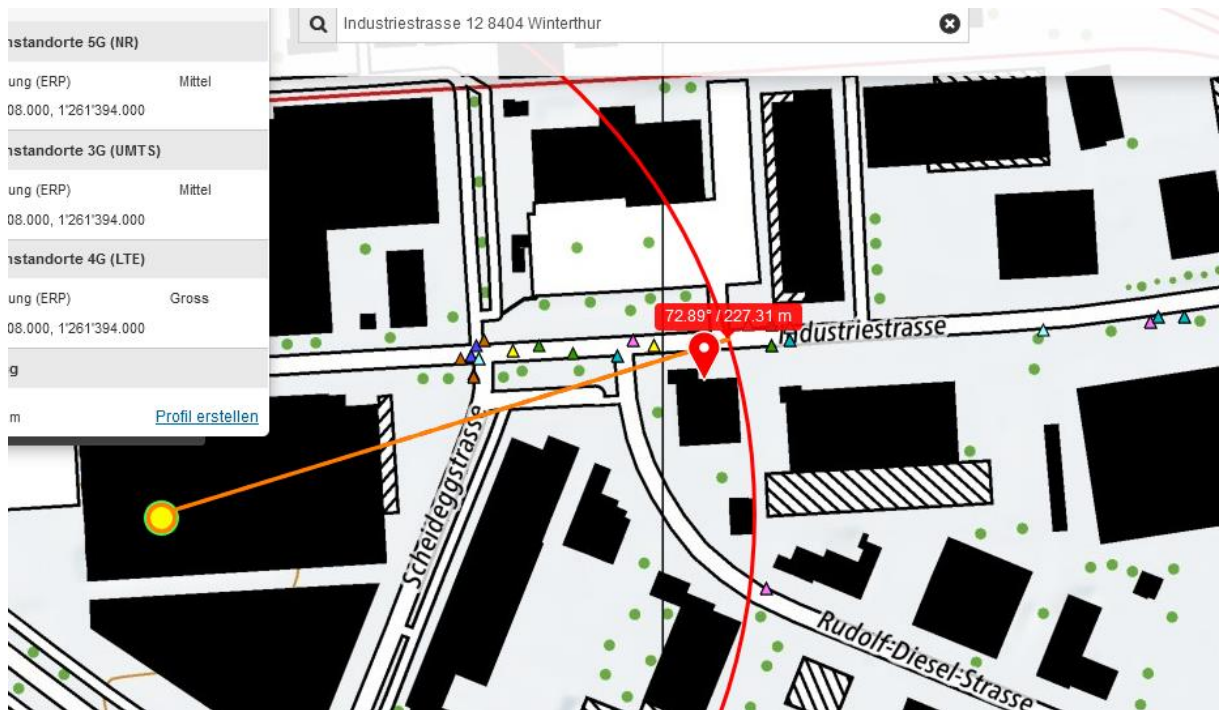 Industriestrasse 12 8404 Winterthur
nstandorte 5G (NR)
ung (ERP) Mittel
08.000, 1'261'394.000
nstandorte 3G (UMTS)
ung (ERP) Mittel
08.000, 1'261'394.000
nstandorte 4G (LTE)
ung (ERP) Gross
08.000, 1'261'394.000
g
m Profil erstellen
72.89° / 227.31 m
Industriestrasse
Scheideggstrasse
Rudolf-Diesel-Strasse